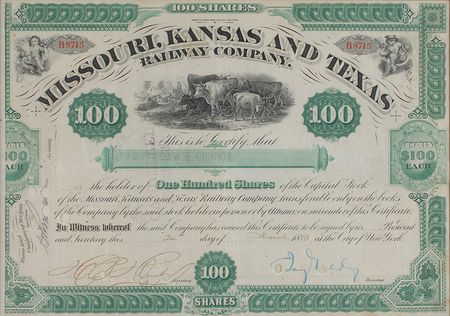 100 SHARES
B8715
B8715
MISSOURI, KANSAS AND TEXAS
RAILWAY COMPANY.
100
100
This is to Certify that
is the holder of One Hundred Shares of the Capital Stock
of the Missouri Kansas and Texas Railway Company transferable only on the books
of the Company by the said stockholder in person or by Attorney on surrender of this Certificate
In Witness whereof the said Company has caused this Certificate to be signed by its President
and Secretary this day of at the City of New York.
$100
EACH
100
EACH
Secretary
President
100
SHARES